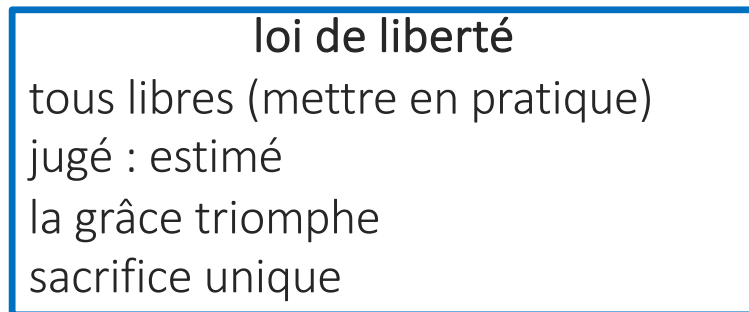 loi de liberté
tous libres (mettre en pratique)
jugé : estimé
la grâce triomphe
sacrifice unique